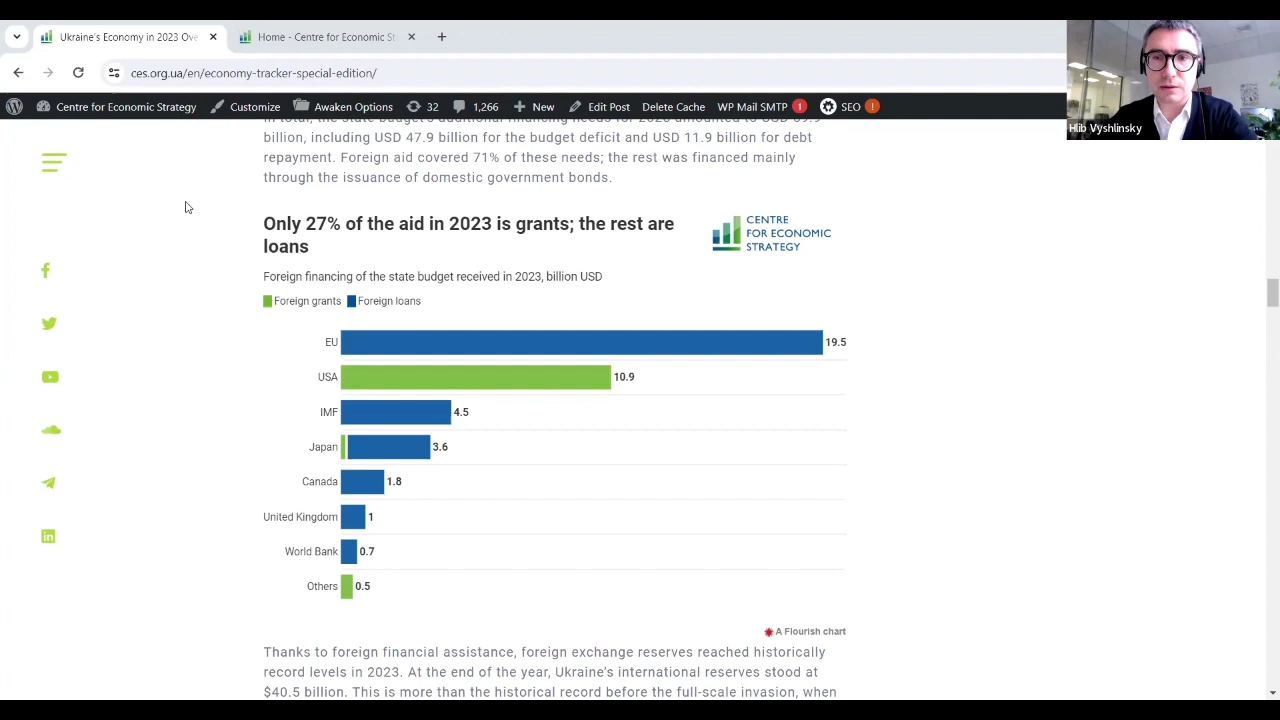 Ukraine's Economy in 2023 Ove
Home - Centre for Economic St
ces.org.ua/en/economy-tracker-special-edition/
Centre for Economic Strategy Customize Awaken Options 32 1,266 New Edit Post Delete Cache WP Mail SMTP 1 SEO !
Hlib Vyshlinsky
In total, the state budget's additional financing needs for
billion, including USD 47.9 billion for the budget deficit and USD 11.9 billion for debt
repayment. Foreign aid covered 71% of these needs; the rest was financed mainly
through the issuance of domestic government bonds.
Only 27% of the aid in 2023 is grants; the rest are
loans
CENTRE
FOR ECONOMIC
STRATEGY
Foreign financing of the state budget received in 2023, billion USD
Foreign grants Foreign loans
EU 19.5
USA 10.9
IMF 4.5
Japan 3.6
Canada 1.8
United Kingdom 1
World Bank 0.7
Others 0.5
A Flourish chart
Thanks to foreign financial assistance, foreign exchange reserves reached historically
record levels in 2023. At the end of the year, Ukraine's international reserves stood at
$40.5 billion. This is more than the historical record before the full-scale invasion, when